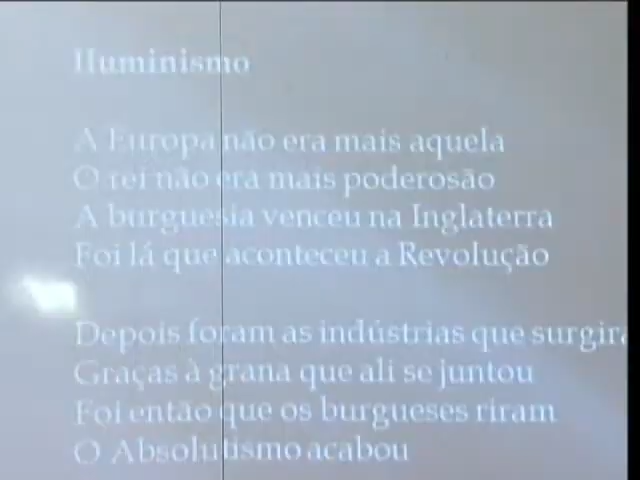 Iluminismo
A Europa não era mais aquela
O rei não era mais poderosão
A burguesia venceu na Inglaterra
Foi lá que aconteceu a Revolução
Depois foram as indústrias que surgira
Graças à grana que ali se juntou
Foi então que os burgueses riram
O Absolutismo acabou